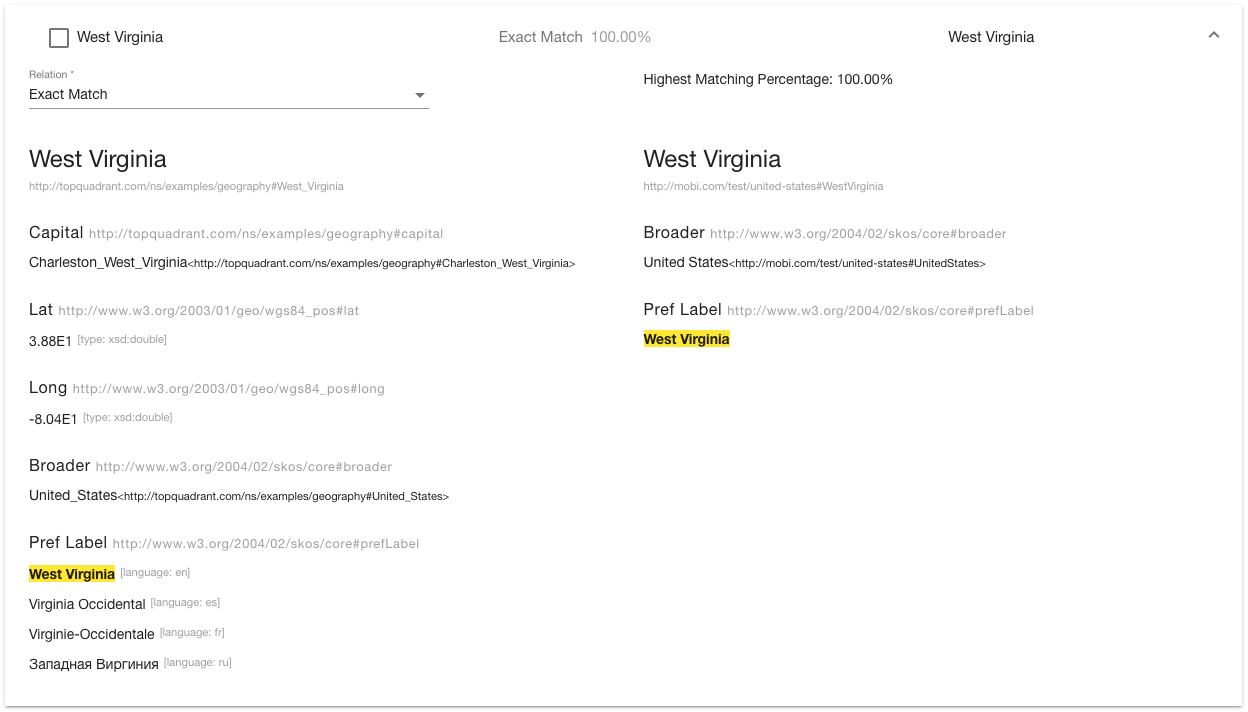 West Virginia Exact Match 100.00% West Virginia
Relation *
Exact Match
Highest Matching Percentage: 100.00%
West Virginia
http://topquadrant.com/ns/examples/geography#West_Virginia
Capital http://topquadrant.com/ns/examples/geography#capital
Charleston_West_Virginia<http://topquadrant.com/ns/examples/geography#Charleston_West_Virginia>
Lat http://www.w3.org/2003/01/geo/wgs84_pos#lat
3.88E1 [type: xsd:double]
Long http://www.w3.org/2003/01/geo/wgs84_pos#long
-8.04E1 [type: xsd:double]
Broader http://www.w3.org/2004/02/skos/core#broader
United_States<http://topquadrant.com/ns/examples/geography#United_States>
Pref Label http://www.w3.org/2004/02/skos/core#prefLabel
West Virginia [language: en]
Virginia Occidental [language: es]
Virginie-Occidentale [language: fr]
Западная Виргиния [language: ru]
West Virginia
http://mobi.com/test/united-states#WestVirginia
Broader http://www.w3.org/2004/02/skos/core#broader
United States<http://mobi.com/test/united-states#UnitedStates>
Pref Label http://www.w3.org/2004/02/skos/core#prefLabel
West Virginia